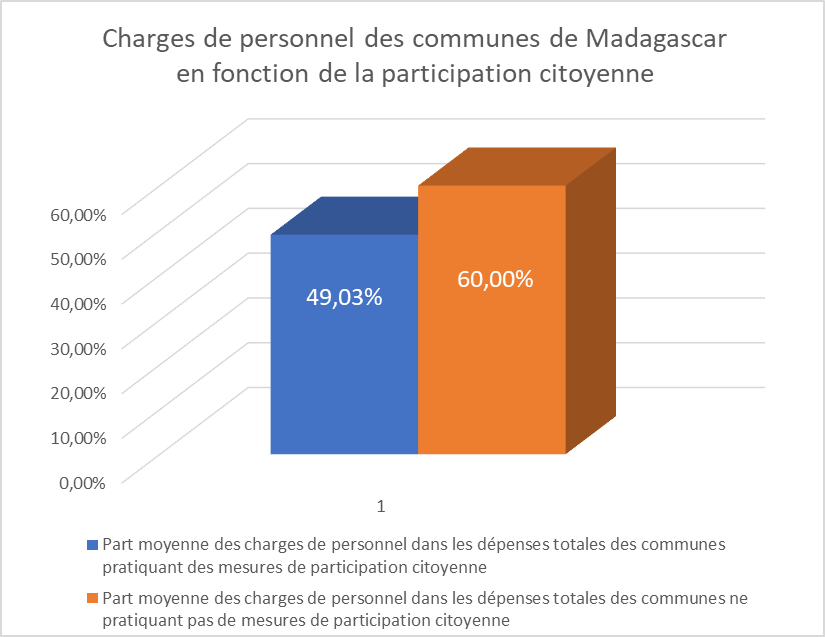 Charges de personnel des communes de Madagascar
en fonction de la participation citoyenne
60,00%
50,00%
40,00%
30,00%
20,00%
10,00%
0,00%
49,03%
60,00%
1
Part moyenne des charges de personnel dans les dépenses totales des communes
pratiquant des mesures de participation citoyenne
Part moyenne des charges de personnel dans les dépenses totales des communes ne
pratiquant pas de mesures de participation citoyenne